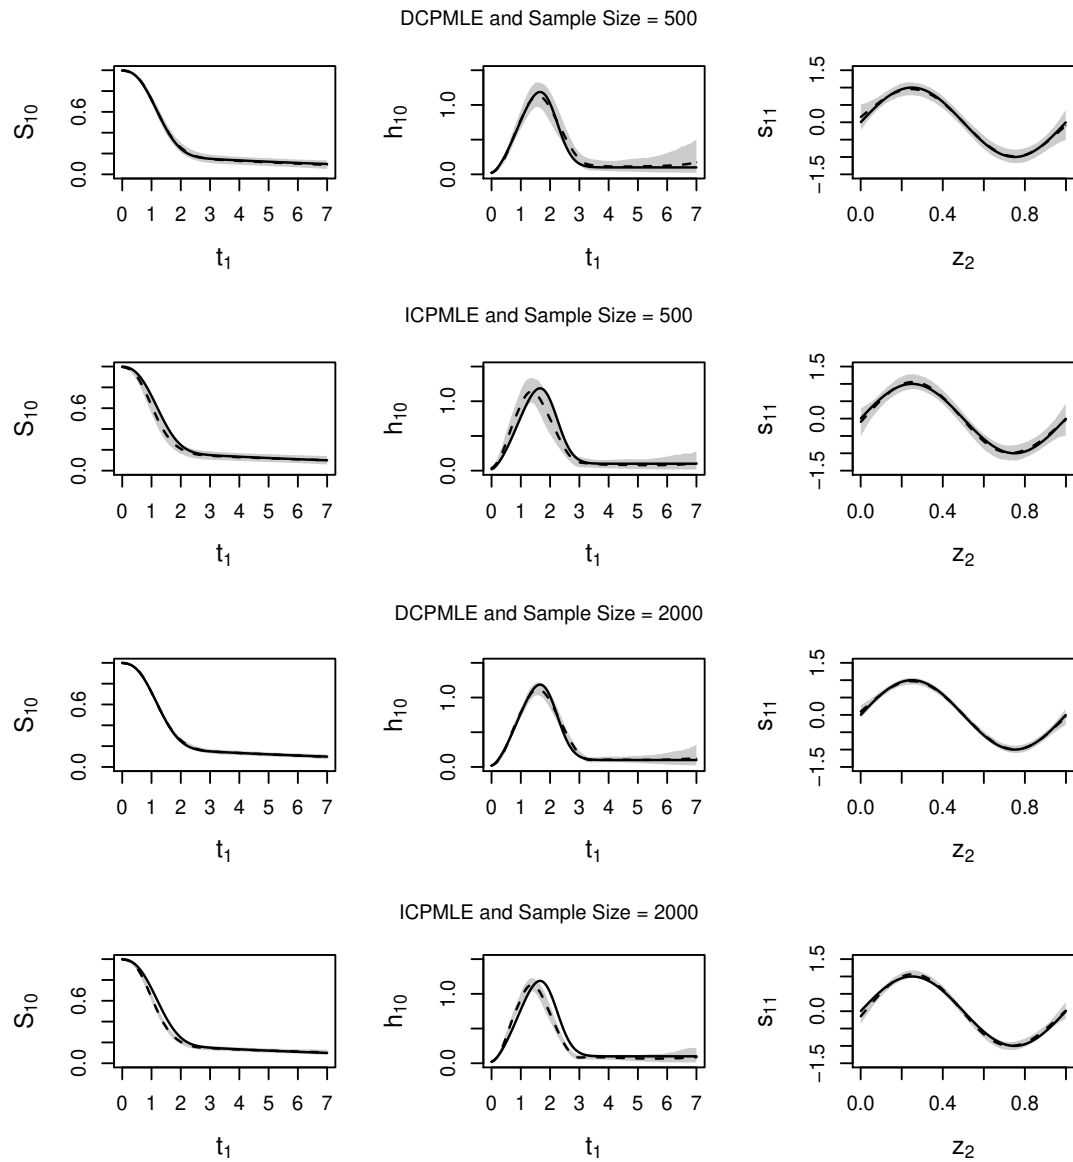 DCPMLE and Sample Size = 500
S10
0.0 0.6
0 1 2 3 4 5 6 7
t1
h10
0.0 1.0
0 1 2 3 4 5 6 7
t1
s11
−1.5 0.0 1.5
0.0 0.4 0.8
z2
ICPMLE and Sample Size = 500
S10
0.0 0.6
0 1 2 3 4 5 6 7
t1
h10
0.0 1.0
0 1 2 3 4 5 6 7
t1
s11
−1.5 0.0 1.5
0.0 0.4 0.8
z2
DCPMLE and Sample Size = 2000
S10
0.0 0.6
0 1 2 3 4 5 6 7
t1
h10
0.0 1.0
0 1 2 3 4 5 6 7
t1
s11
−1.5 0.0 1.5
0.0 0.4 0.8
z2
ICPMLE and Sample Size = 2000
S10
0.0 0.6
0 1 2 3 4 5 6 7
t1
h10
0.0 1.0
0 1 2 3 4 5 6 7
t1
s11
−1.5 0.0 1.5
0.0 0.4 0.8
z2